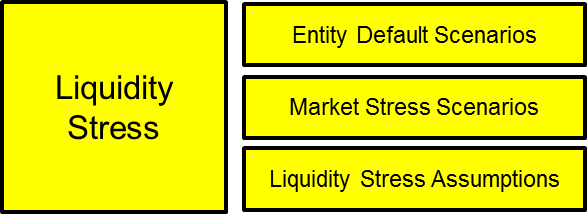 Liquidity
Stress
Entity Default Scenarios
Market Stress Scenarios
Liquidity Stress Assumptions